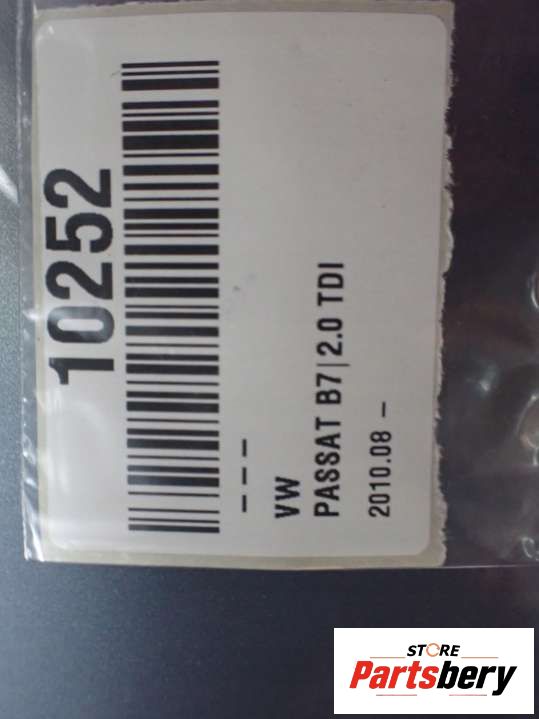 10252
---
VW
PASSAT B7|2.0 TDI
2010.08 -
STORE
Partsbery